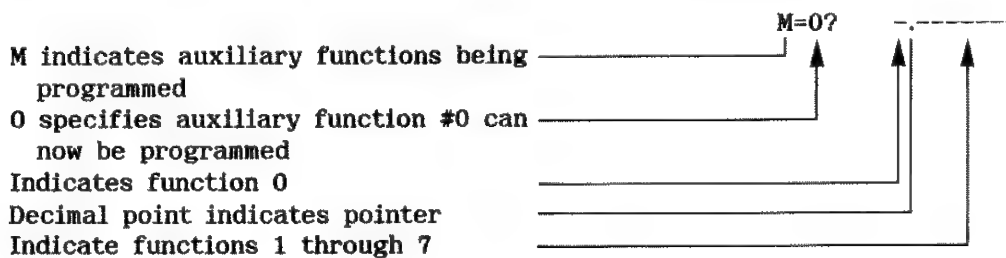 M=0? -.-------
M indicates auxiliary functions being
programmed
0 specifies auxiliary function #0 can
now be programmed
Indicates function 0
Decimal point indicates pointer
Indicate functions 1 through 7